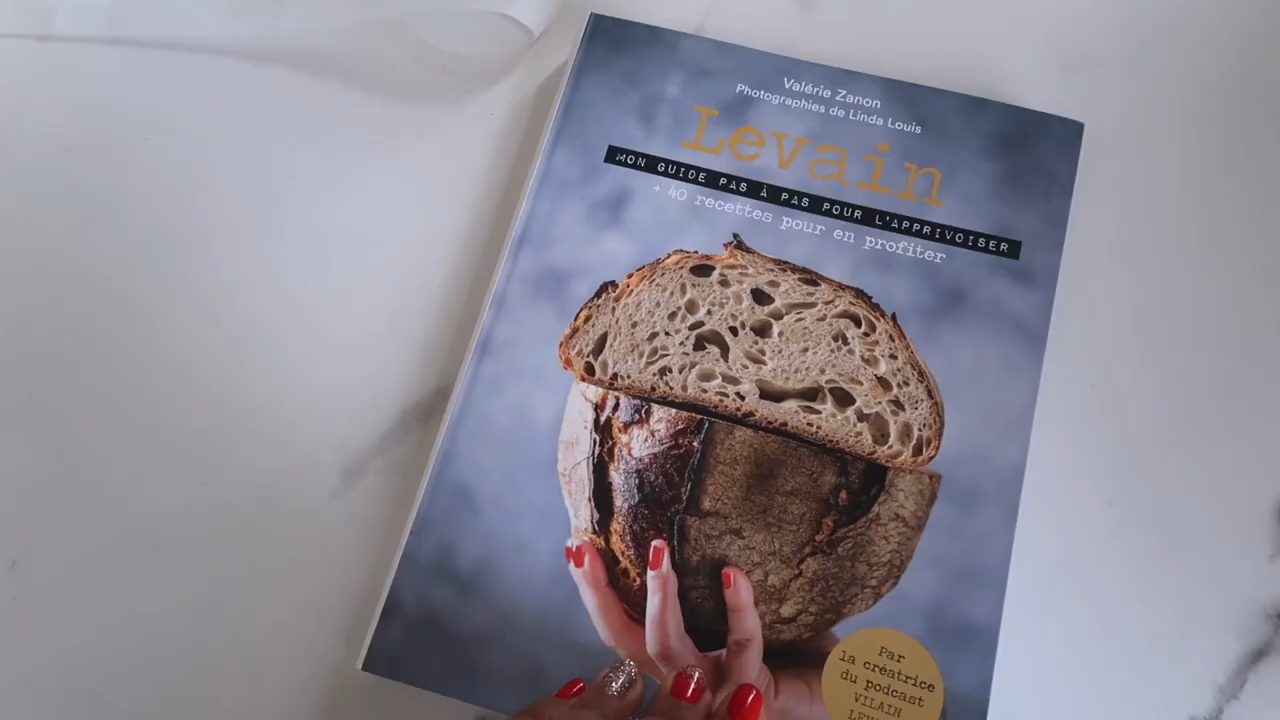 Valérie Zanon
Photographies de Linda Louis
Levain
MON GUIDE PAS À PAS POUR L'APPRIVOISER
+ 40 recettes pour en profiter
Par
la créatrice
du podcast
VILAIN